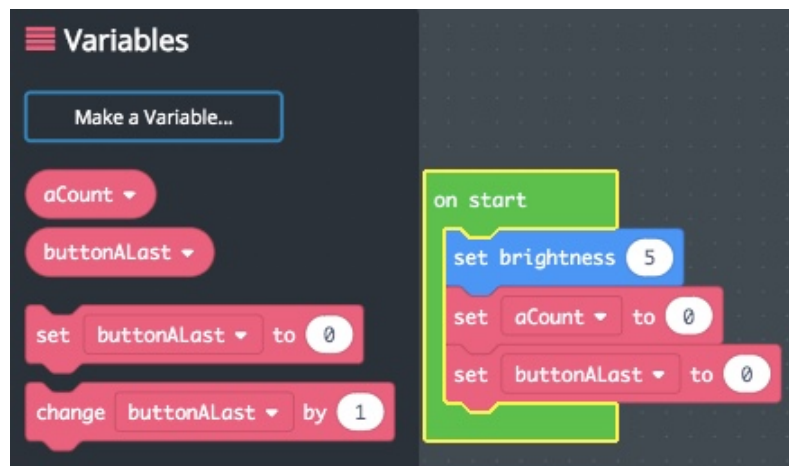 Variables
Make a Variable...
aCount
buttonALast
set buttonALast to 0
change buttonALast by 1
on start
set brightness 5
set aCount to 0
set buttonALast to 0